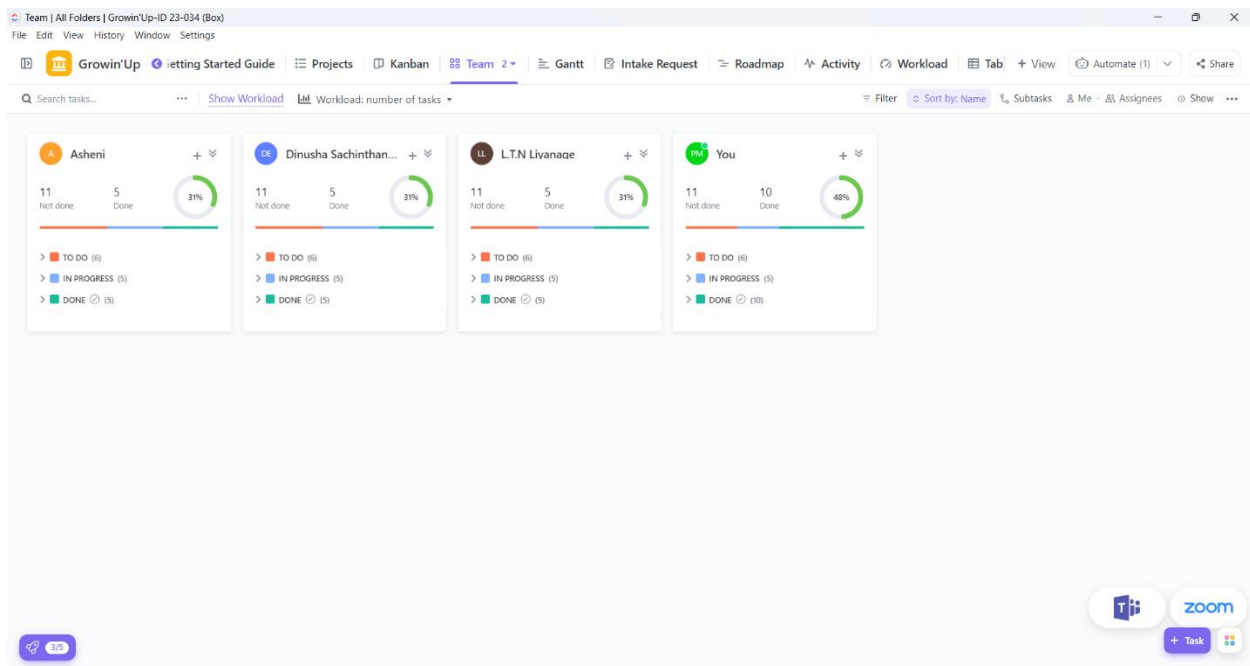 Team | All Folders | Growin'Up-ID 23-034 (Box)
File Edit View History Window Settings
Growin'Up etting Started Guide Projects Kanban Team 2 Gantt Intake Request Roadmap Activity Workload Tab + View Automate (1) Share
Search tasks... ... Show Workload Workload: number of tasks Filter Sort by: Name Subtasks Me · Assignees Show ...
A Asheni +
11 5 31%
Not done Done
TO DO (6)
IN PROGRESS (5)
DONE (5)
DE Dinusha Sachinthan... +
11 5 31%
Not done Done
TO DO (6)
IN PROGRESS (5)
DONE (5)
LL L.T.N Liyanage +
11 5 31%
Not done Done
TO DO (6)
IN PROGRESS (5)
DONE (5)
PM You +
11 10 48%
Not done Done
TO DO (6)
IN PROGRESS (5)
DONE (10)
T zoom
3/5
+ Task